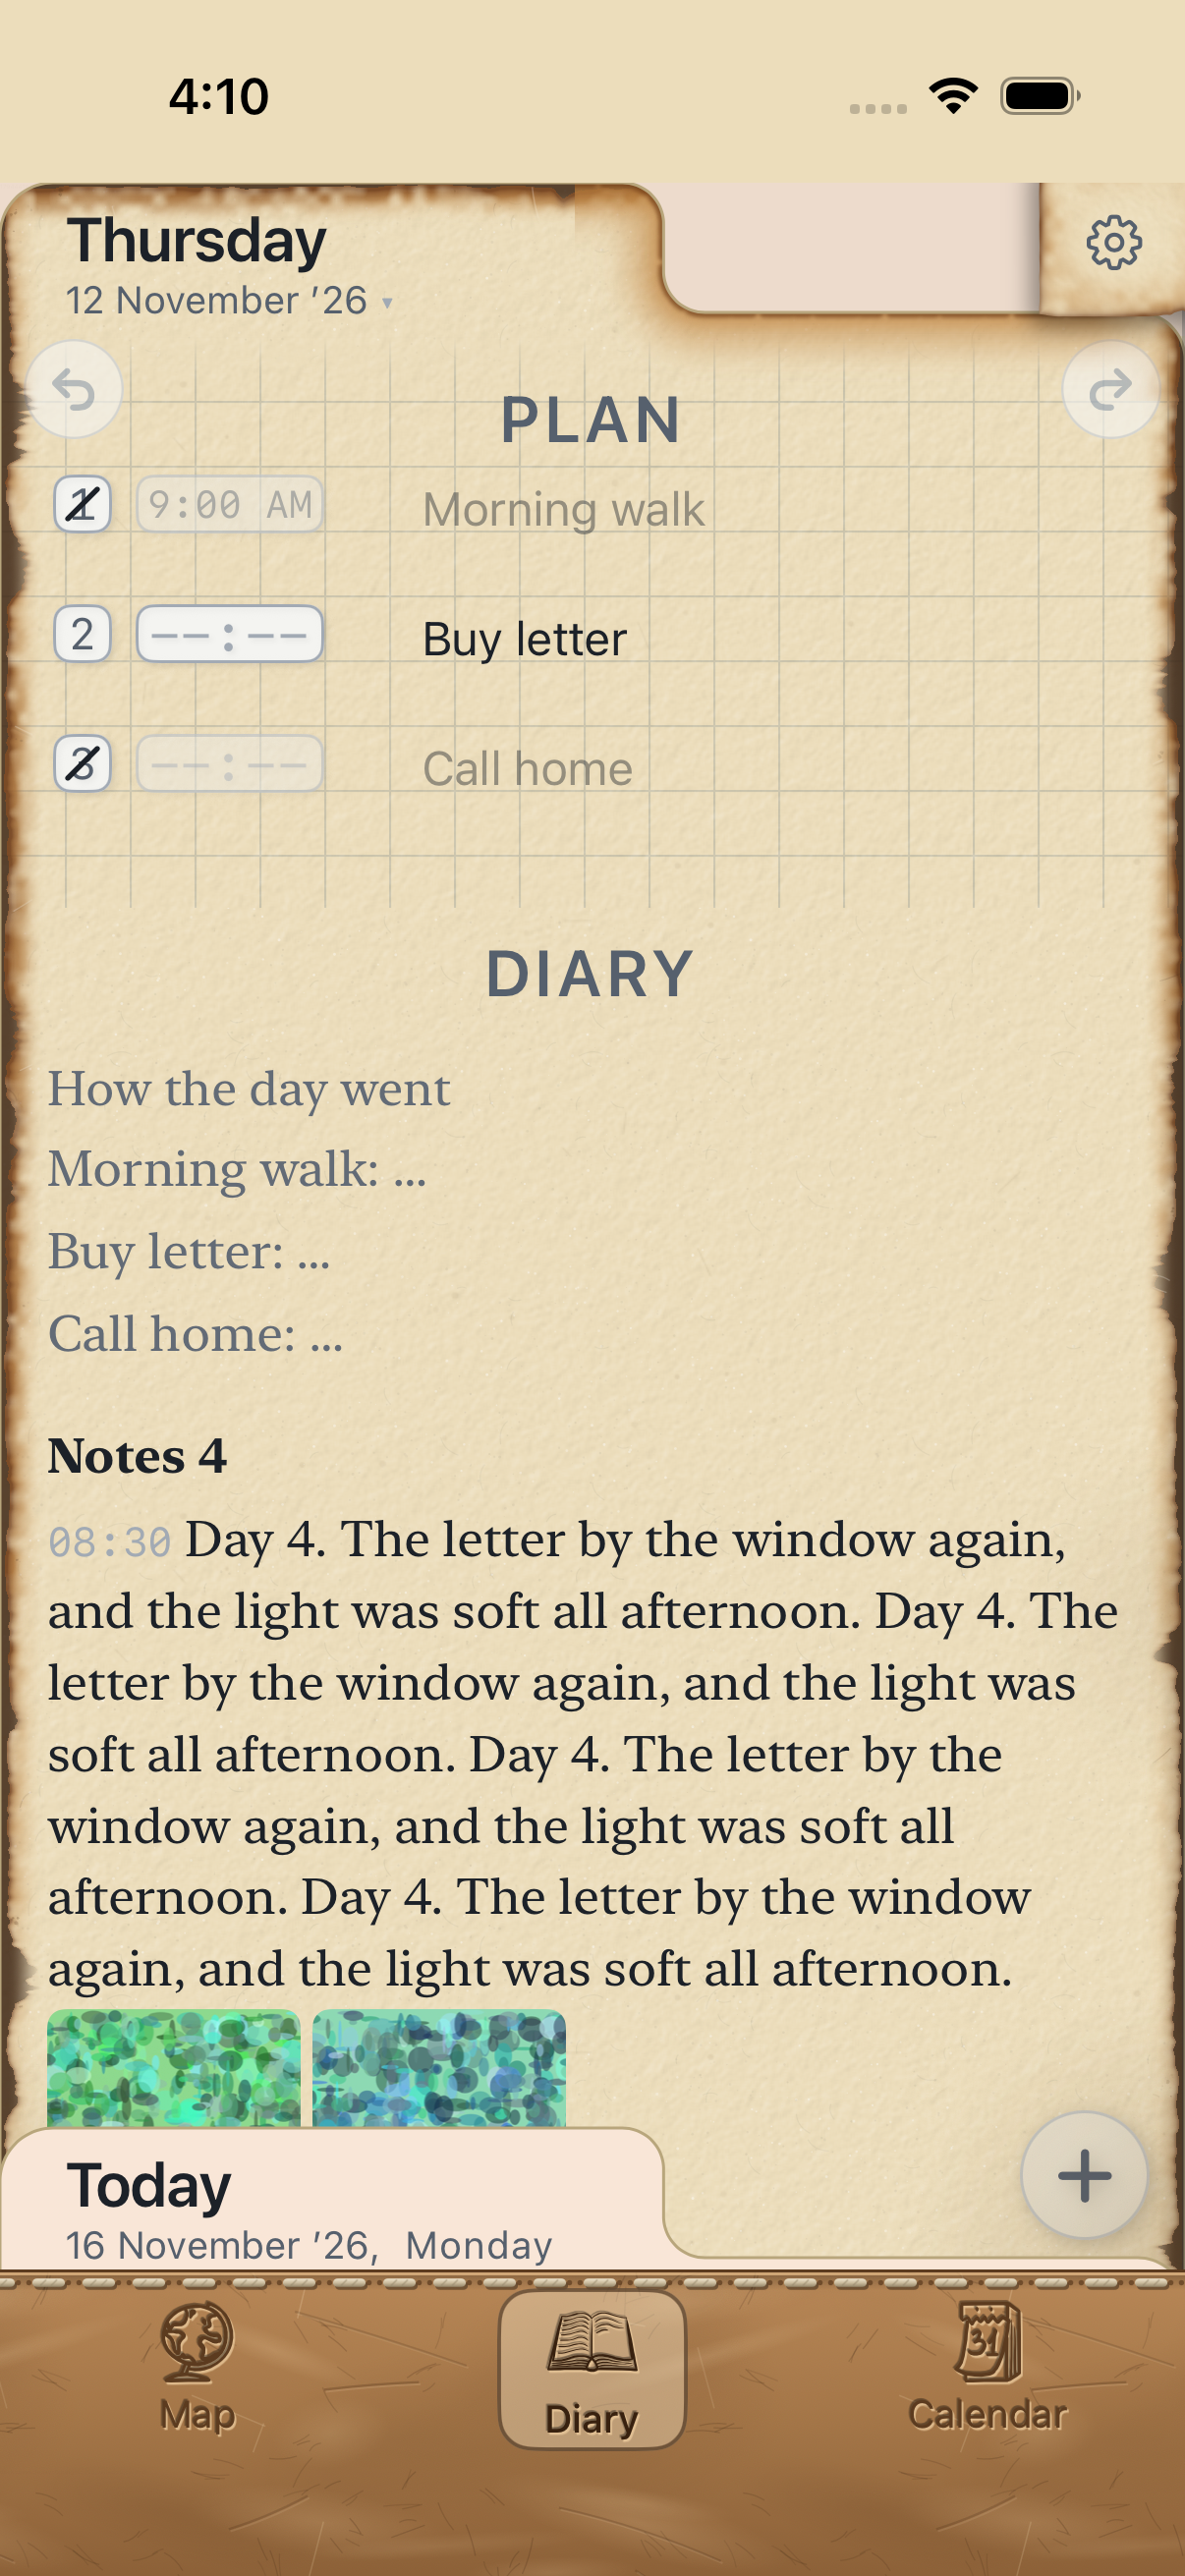 4:10
Thursday
12 November ’26 ▾
PLAN
1 9:00 AM Morning walk
2 --:-- Buy letter
3 --:-- Call home
DIARY
How the day went
Morning walk: ...
Buy letter: ...
Call home: ...
Notes 4
08:30 Day 4. The letter by the window again,
and the light was soft all afternoon. Day 4. The
letter by the window again, and the light was
soft all afternoon. Day 4. The letter by the
window again, and the light was soft all
afternoon. Day 4. The letter by the window
again, and the light was soft all afternoon.
Today
16 November ’26, Monday
31
Map
Diary
Calendar